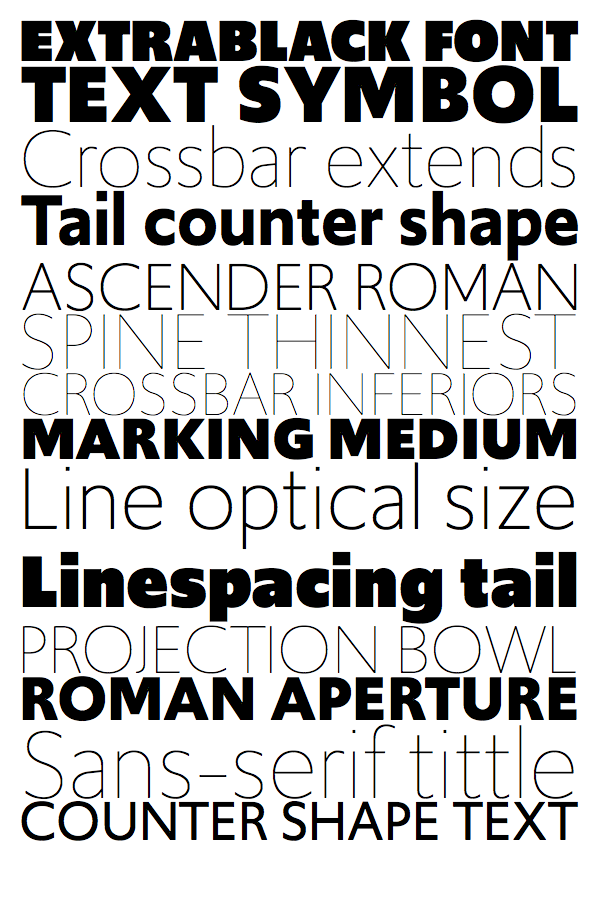 EXTRABLACK FONT
TEXT SYMBOL
Crossbar extends
Tail counter shape
ASCENDER ROMAN
SPINE THINNEST
CROSSBAR INFERIORS
MARKING MEDIUM
Line optical size
Linespacing tail
PROJECTION BOWL
ROMAN APERTURE
Sans-serif tittle
COUNTER SHAPE TEXT